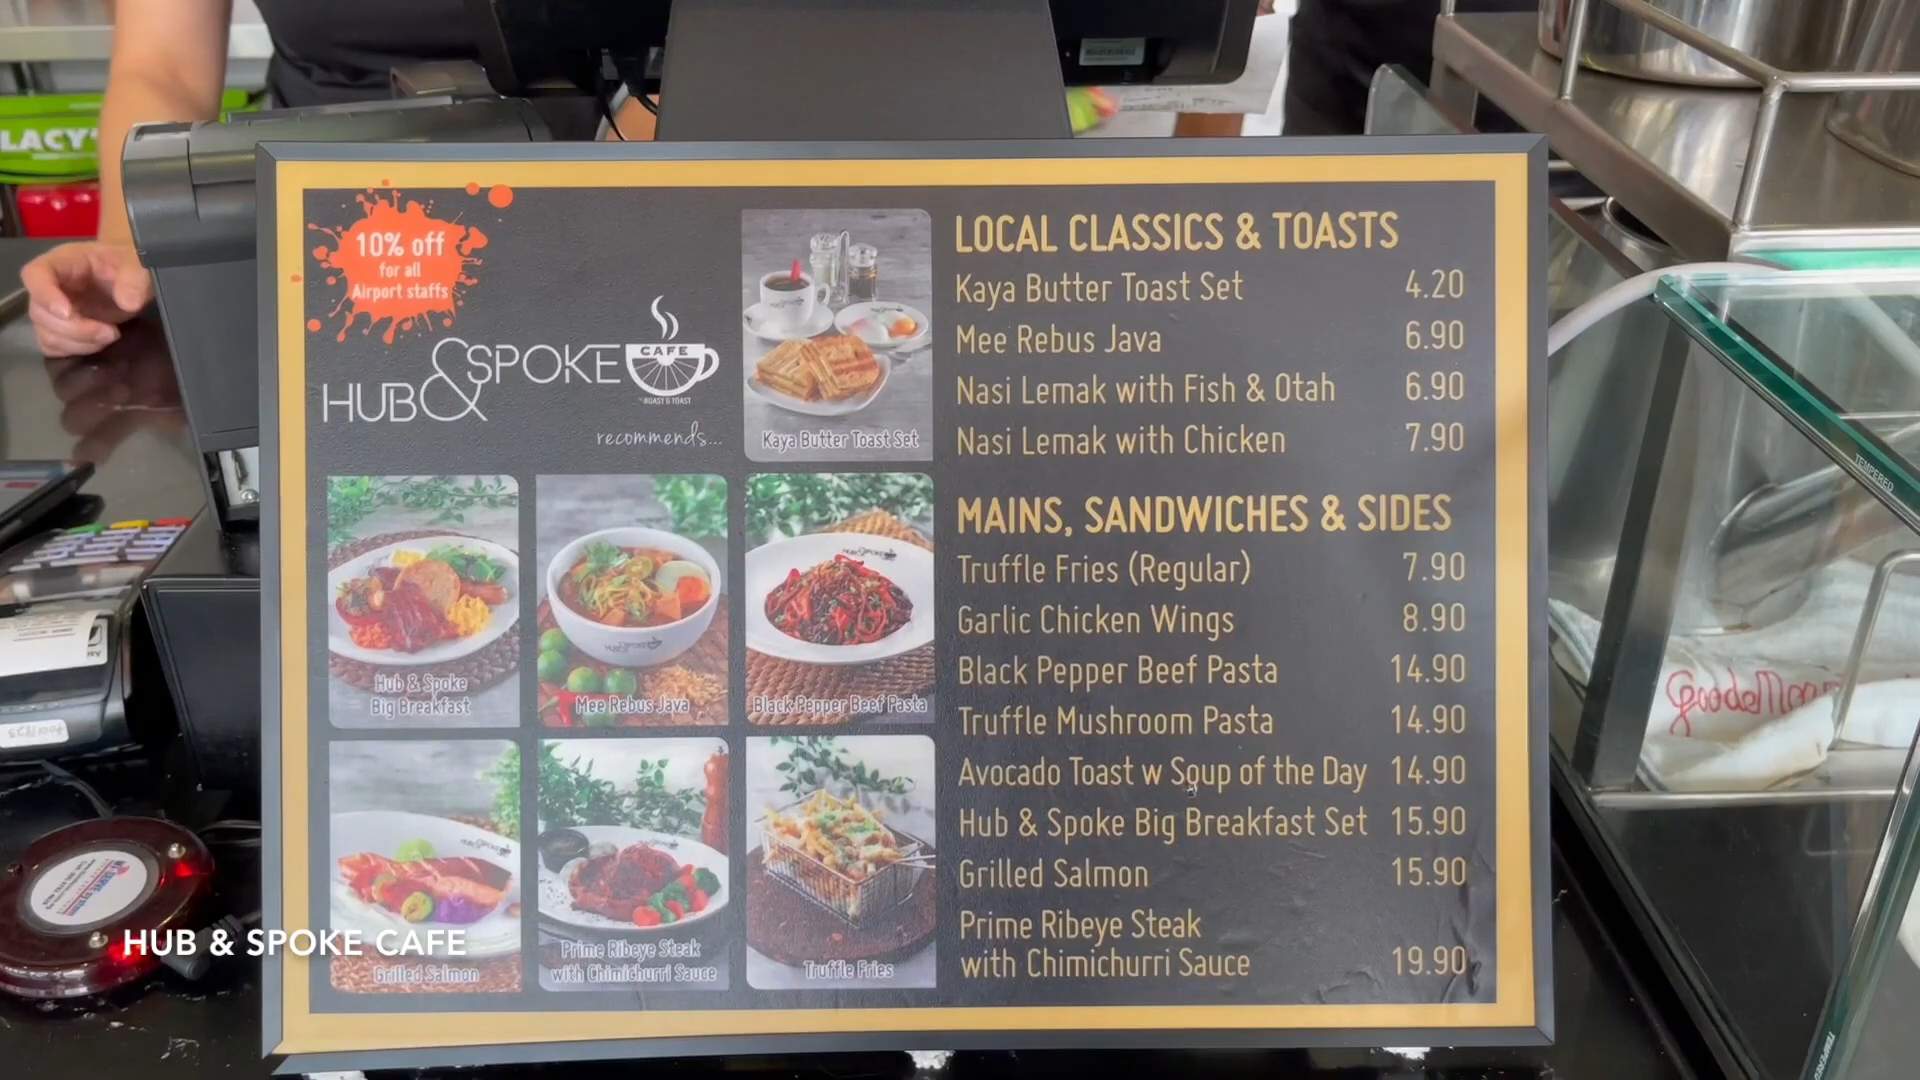 LACY'
10% off
for all
Airport staffs
HUB & SPOKE CAFE
ROAST & TOAST
recommends...
Kaya Butter Toast Set
Hub & Spoke
Big Breakfast
Mee Rebus Java
Black Pepper Beef Pasta
Grilled Salmon
Prime Ribeye Steak
with Chimichurri Sauce
Truffle Fries
LOCAL CLASSICS & TOASTS
Kaya Butter Toast Set 4.20
Mee Rebus Java 6.90
Nasi Lemak with Fish & Otah 6.90
Nasi Lemak with Chicken 7.90
MAINS, SANDWICHES & SIDES
Truffle Fries (Regular) 7.90
Garlic Chicken Wings 8.90
Black Pepper Beef Pasta 14.90
Truffle Mushroom Pasta 14.90
Avocado Toast w Soup of the Day 14.90
Hub & Spoke Big Breakfast Set 15.90
Grilled Salmon 15.90
Prime Ribeye Steak
with Chimichurri Sauce 19.90
TEMPERED
HUB & SPOKE CAFE